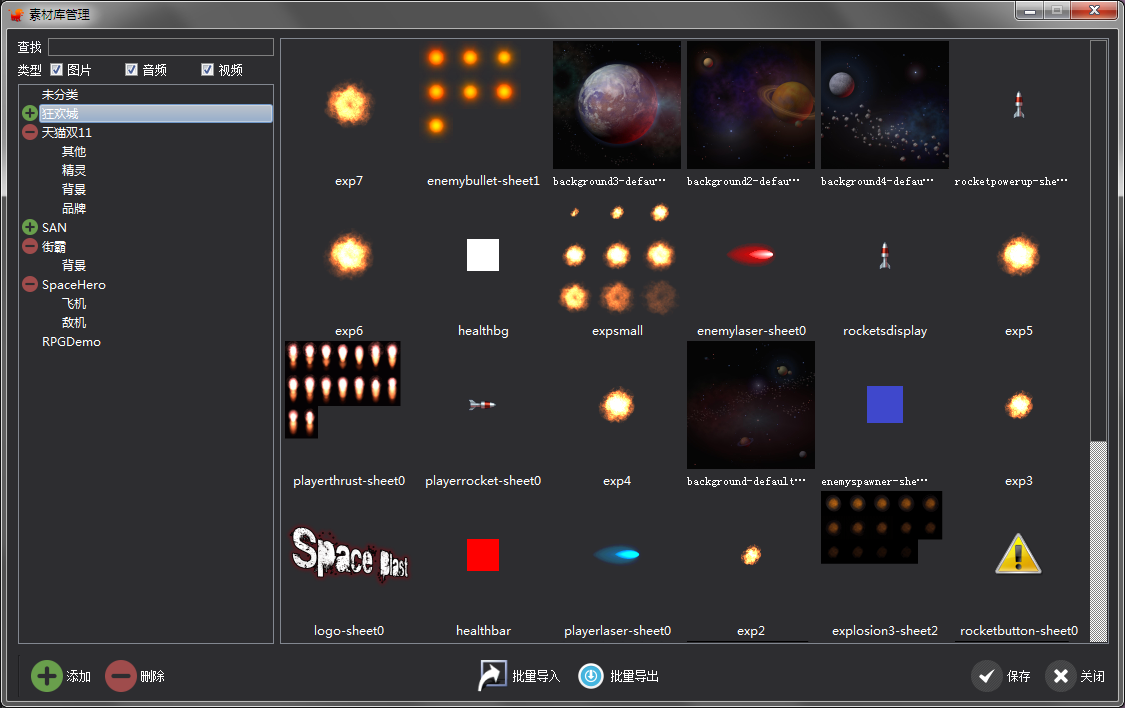 素材库管理
查找
类型 图片 音频 视频
未分类
狂欢城
天猫双11
其他
精灵
背景
品牌
SAN
街霸
背景
SpaceHero
飞机
敌机
RPGDemo
exp7 enemybullet-sheet1 background3-defau… background2-defau… background4-defau… rocketpowerup-she…
exp6 healthbg expsmall enemylaser-sheet0 rocketsdisplay exp5
playerthrust-sheet0 playerrocket-sheet0 exp4 background-default… enemyspawner-she… exp3
Space Blast
logo-sheet0 healthbar playerlaser-sheet0 exp2 explosion3-sheet2 rocketbutton-sheet0
添加 删除 批量导入 批量导出 保存 关闭